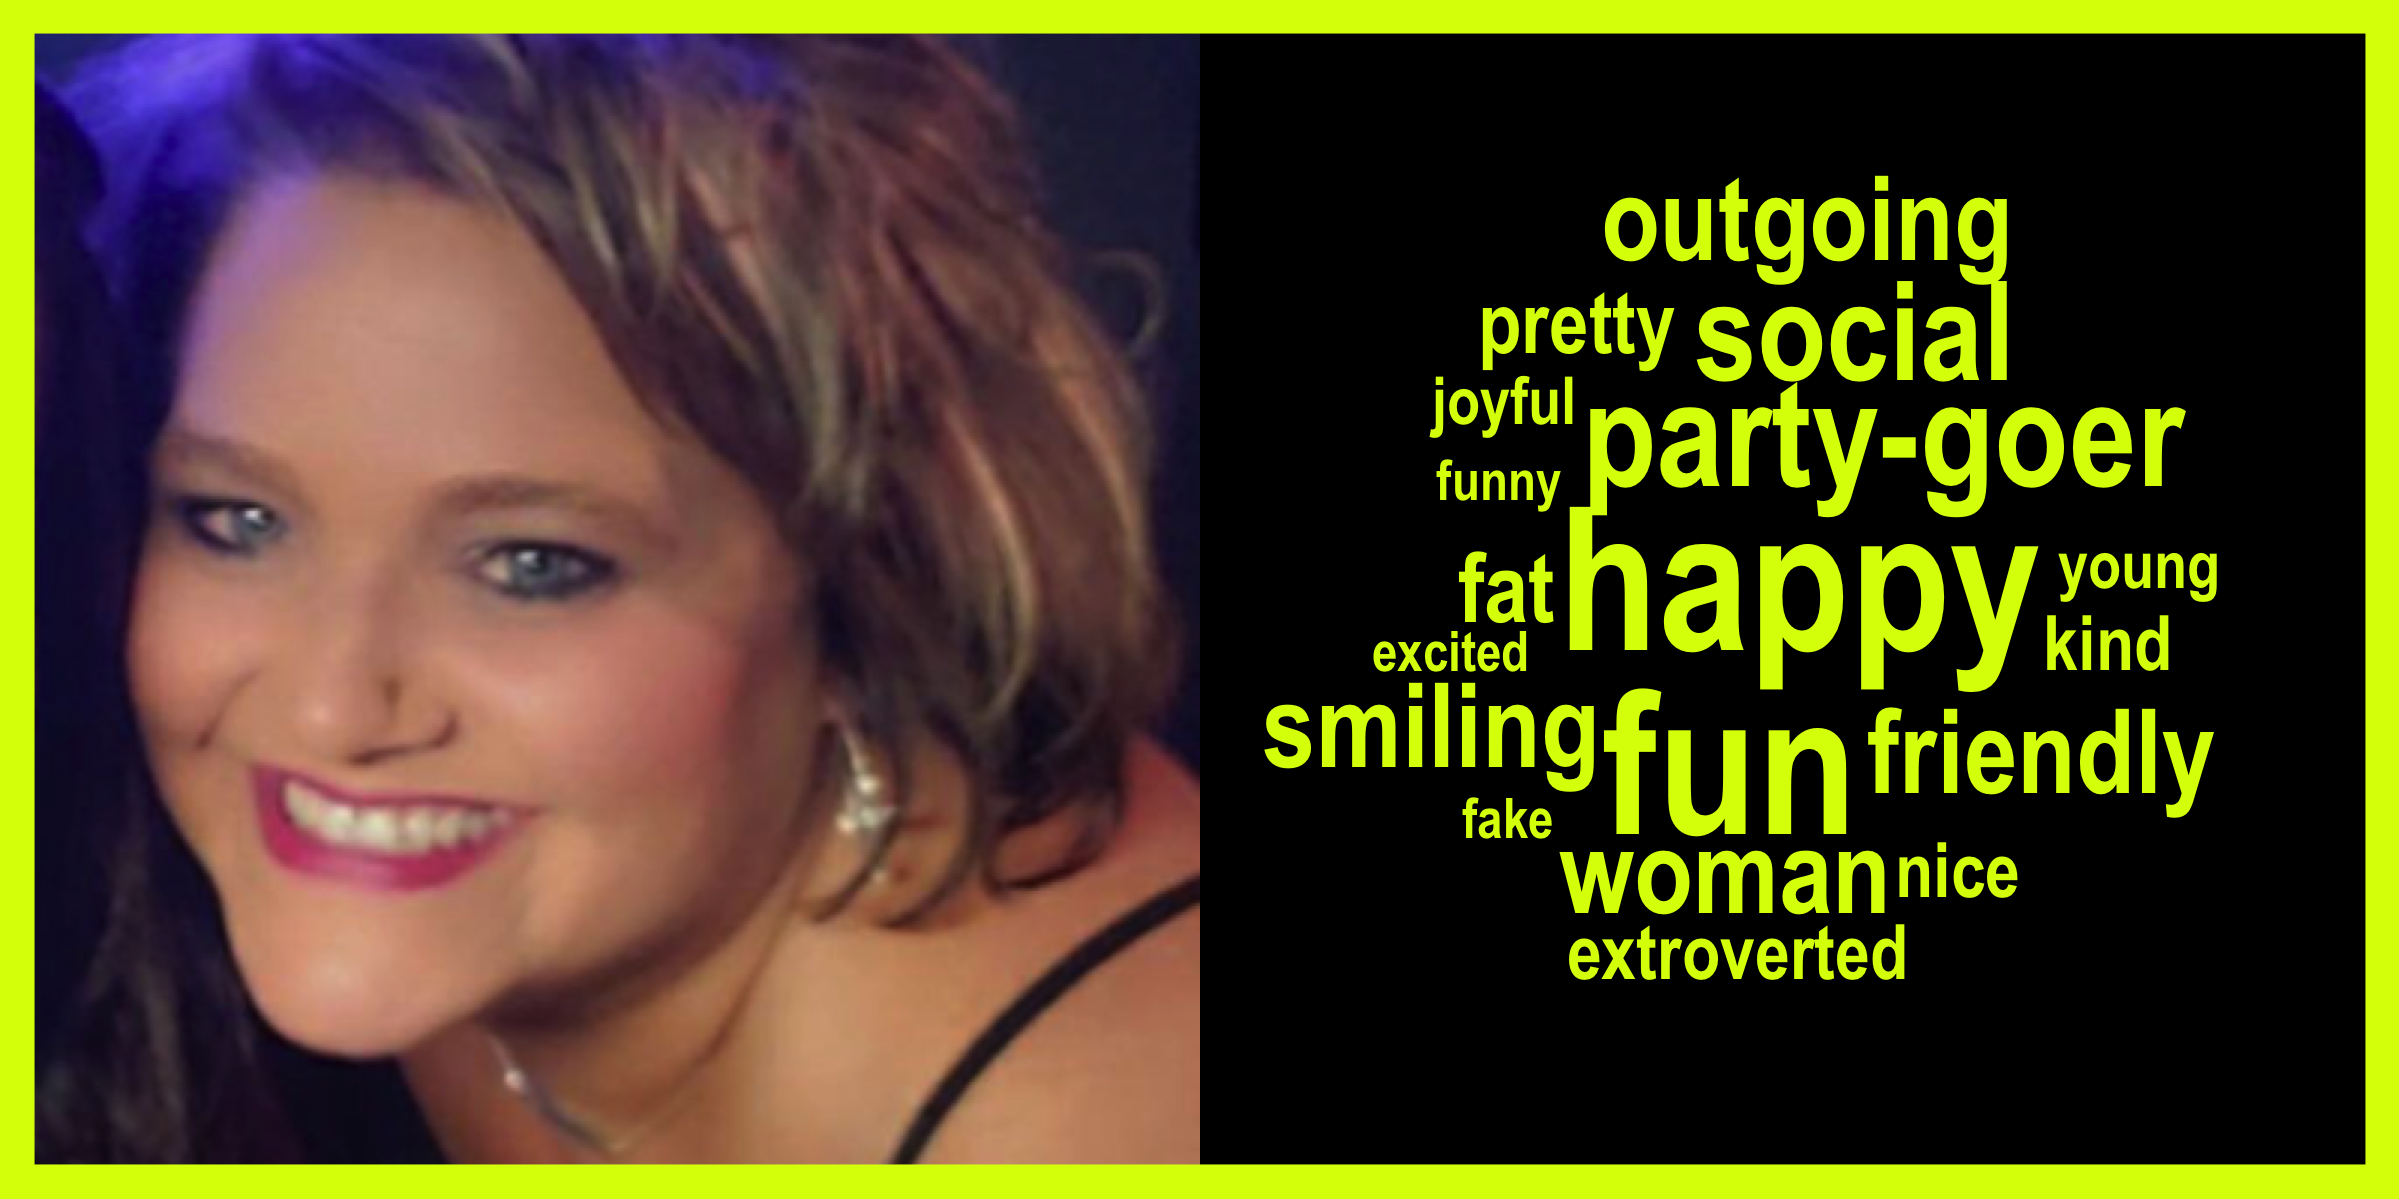 outgoing
pretty social
joyful party-goer
funny
fat happy young
excited kind
smiling fun friendly
fake
woman nice
extroverted